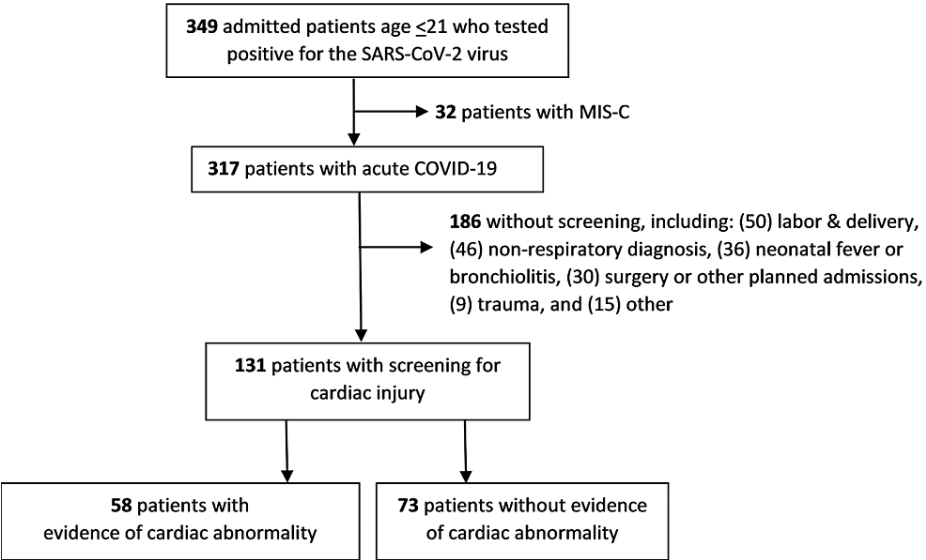 349 admitted patients age ≤21 who tested
positive for the SARS-CoV-2 virus
32 patients with MIS-C
317 patients with acute COVID-19
186 without screening, including: (50) labor & delivery,
(46) non-respiratory diagnosis, (36) neonatal fever or
bronchiolitis, (30) surgery or other planned admissions,
(9) trauma, and (15) other
131 patients with screening for
cardiac injury
58 patients with
evidence of cardiac abnormality
73 patients without evidence
of cardiac abnormality